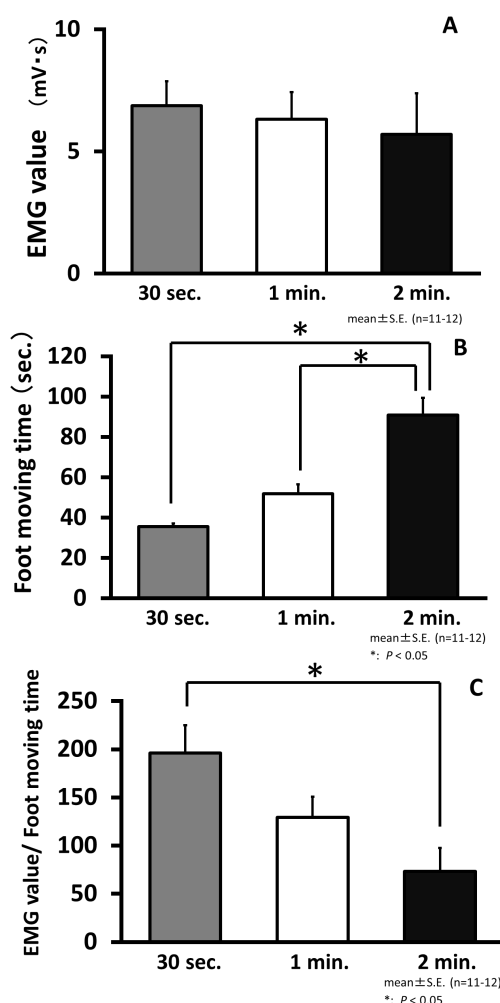 A
EMG value （mV・s)
10
5
0
30 sec.
1 min.
2 min.
mean±S.E. (n=11-12)
B
Foot moving time（sec.)
120
100
80
60
40
20
0
*
*
30 sec.
1 min.
2 min.
mean±S.E. (n=11-12)
*: P < 0.05
C
EMG value/ Foot moving time
250
200
150
100
50
0
*
30 sec.
1 min.
2 min.
mean±S.E. (n=11-12)
*: P < 0.05